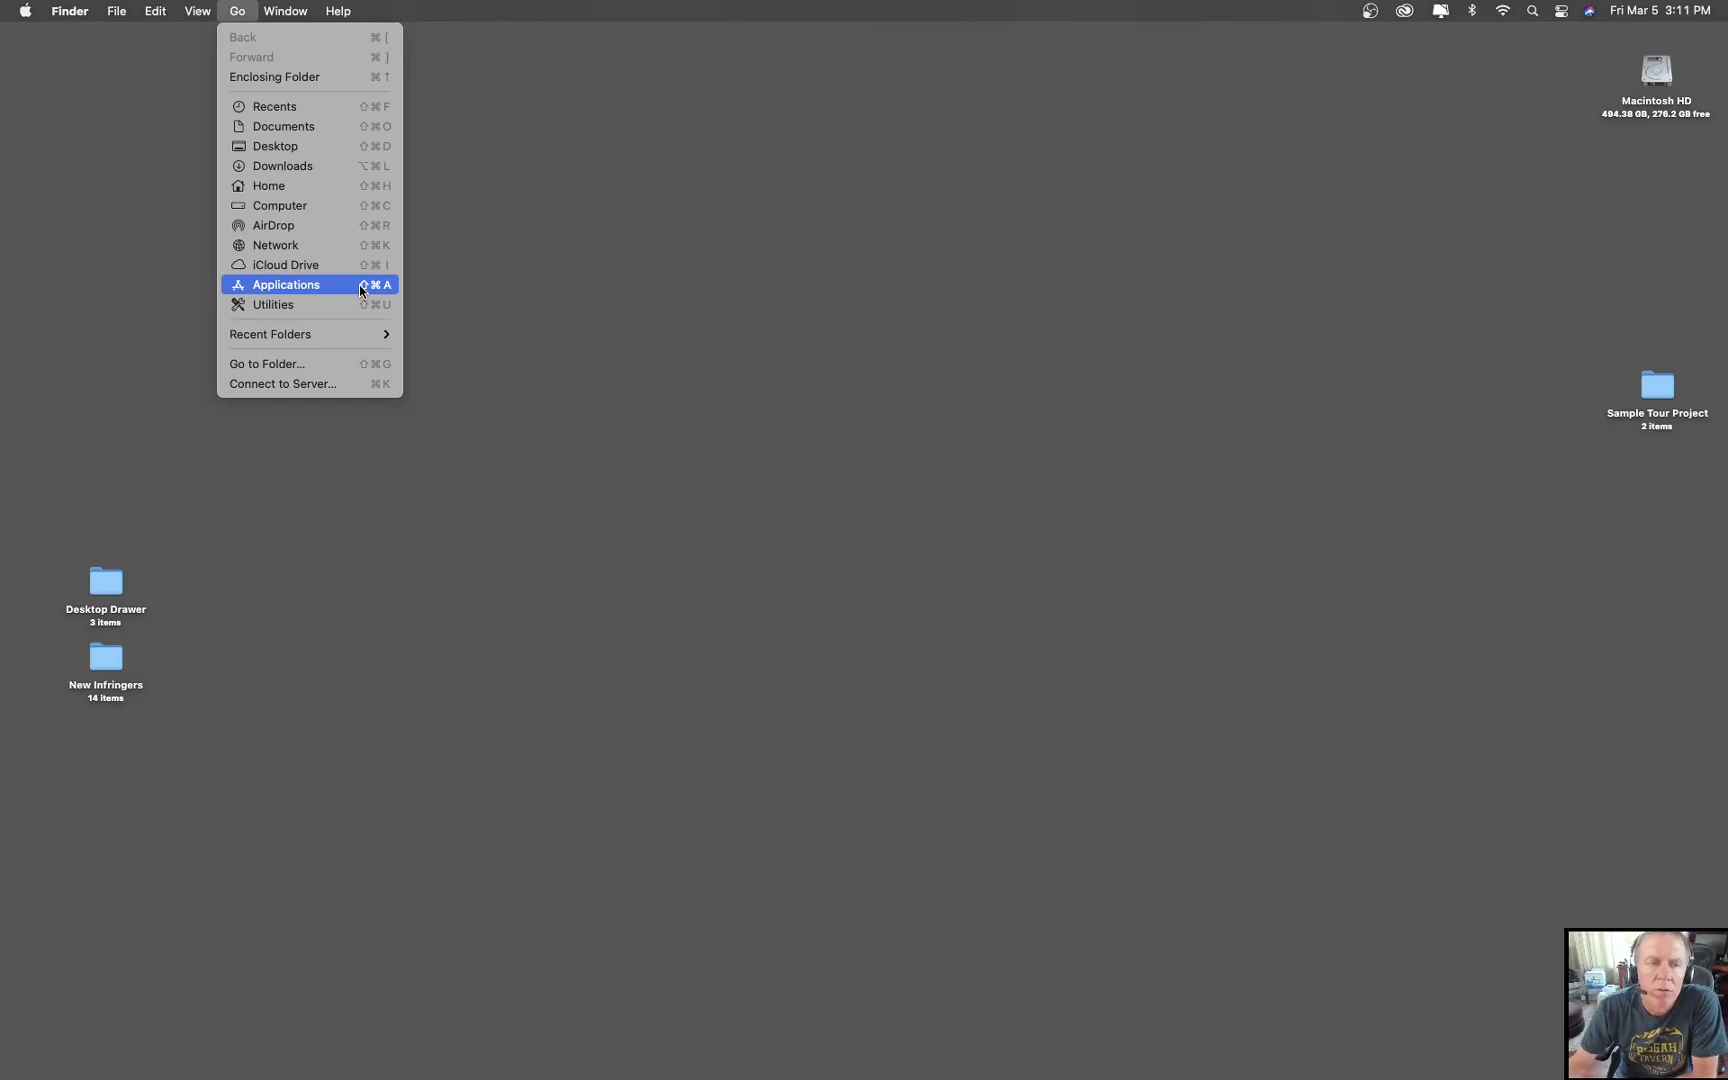 Finder File Edit View Go Window Help Fri Mar 5 3:11 PM
Back ⌘ [
Forward ⌘ ]
Enclosing Folder ⌘ ↑
Recents ⇧⌘F
Documents ⇧⌘O
Desktop ⇧⌘D
Downloads ⌥⌘L
Home ⇧⌘H
Computer ⇧⌘C
AirDrop ⇧⌘R
Network ⇧⌘K
iCloud Drive ⇧⌘I
Applications ⇧⌘A
Utilities ⇧⌘U
Recent Folders
Go to Folder... ⇧⌘G
Connect to Server... ⌘K
Macintosh HD
494.38 GB, 276.2 GB free
Sample Tour Project
2 items
Desktop Drawer
3 items
New Infringers
14 items
TAVERN